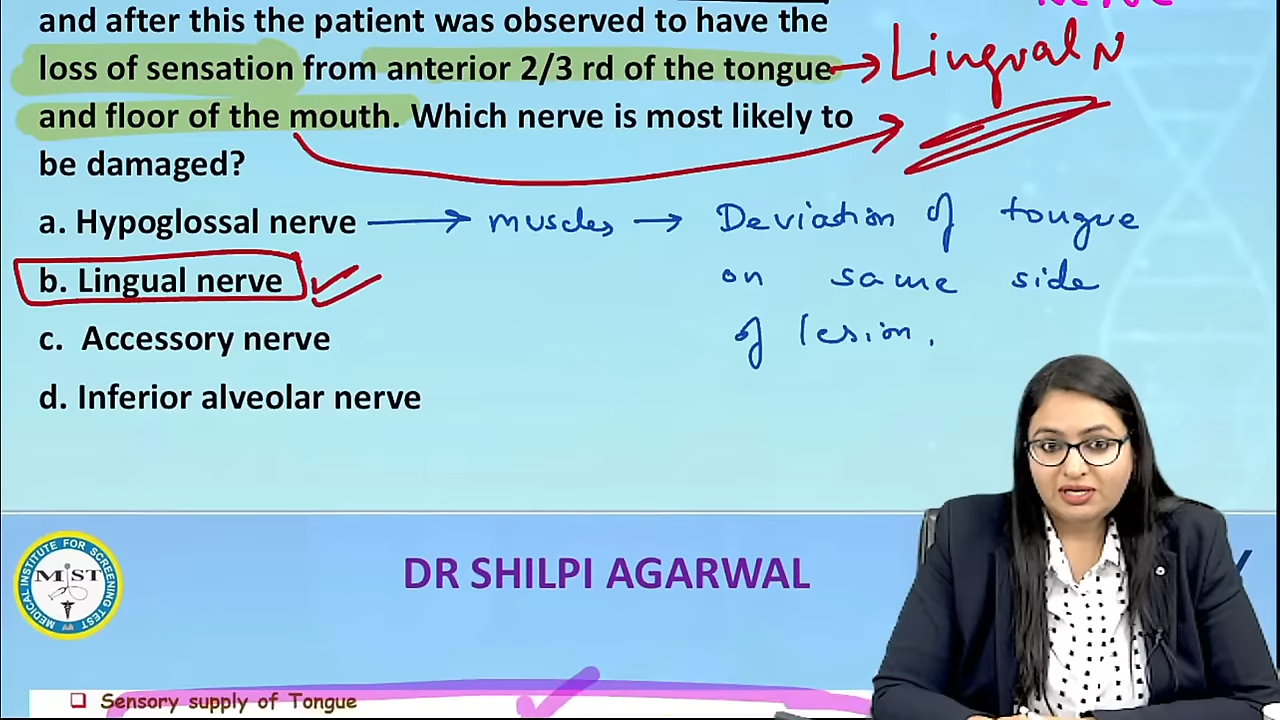 Nerve
and after this the patient was observed to have the
loss of sensation from anterior 2/3 rd of the tongue → Lingual N
and floor of the mouth. Which nerve is most likely to
be damaged?
a. Hypoglossal nerve → muscles → Deviation of tongue
on same side
of lesion.
b. Lingual nerve
c. Accessory nerve
d. Inferior alveolar nerve
MEDICAL INSTITUTE FOR SCREENING TEST
MIST
DR SHILPI AGARWAL
Sensory supply of Tongue